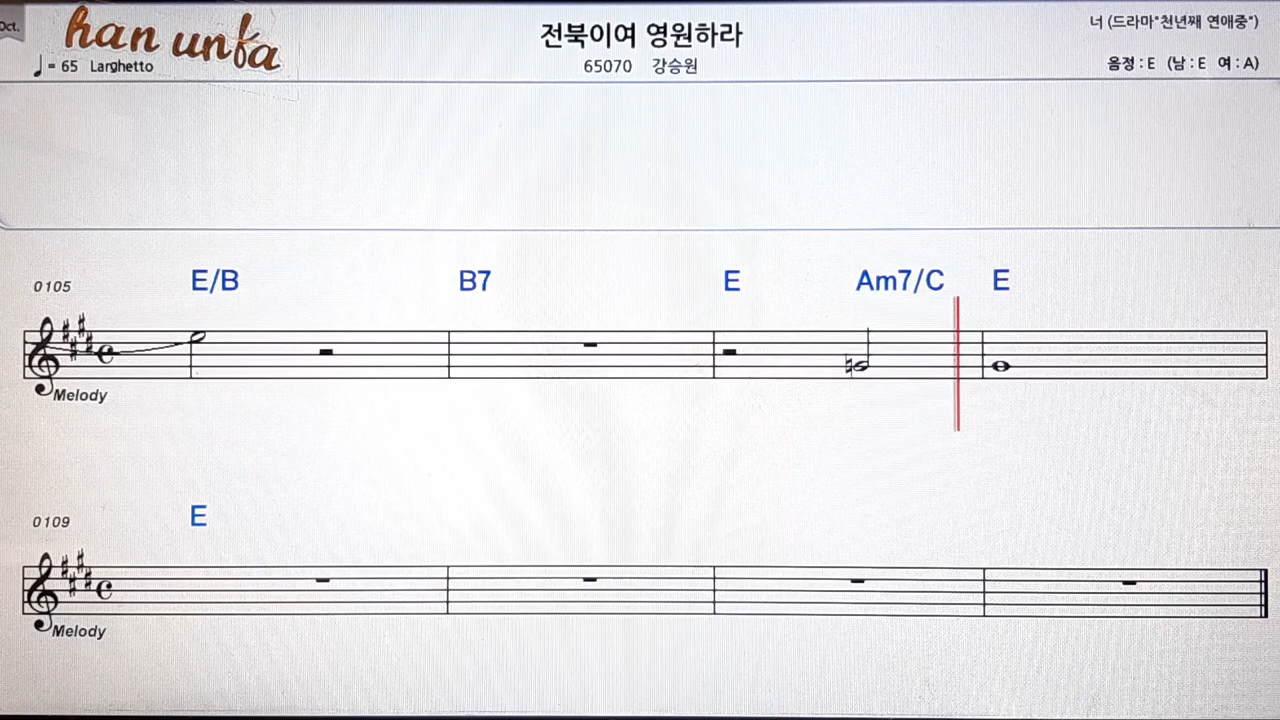 Oct.
han unfa
전북이여 영원하라
너 (드라마"천년째 연애중")
= 65 Larghetto
65070 강승원
음정 : E (남 : E 여 : A)
0105 E/B B7 E Am7/C E
Melody
0109 E
Melody